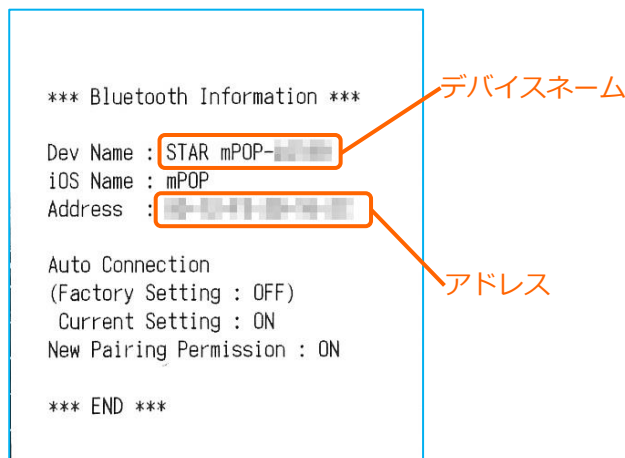 *** Bluetooth Information ***
デバイスネーム
Dev Name : STAR mPOP-
iOS Name : mPOP
Address :
アドレス
Auto Connection
(Factory Setting : OFF)
Current Setting : ON
New Pairing Permission : ON
*** END ***